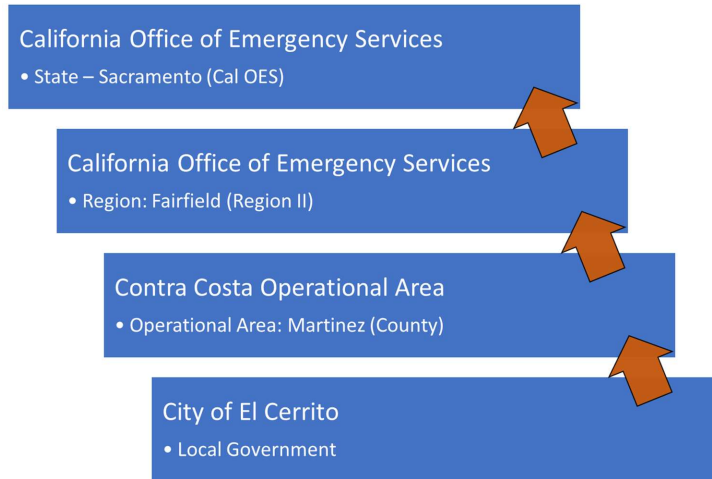 California Office of Emergency Services
• State – Sacramento (Cal OES)
California Office of Emergency Services
• Region: Fairfield (Region II)
Contra Costa Operational Area
• Operational Area: Martinez (County)
City of El Cerrito
• Local Government